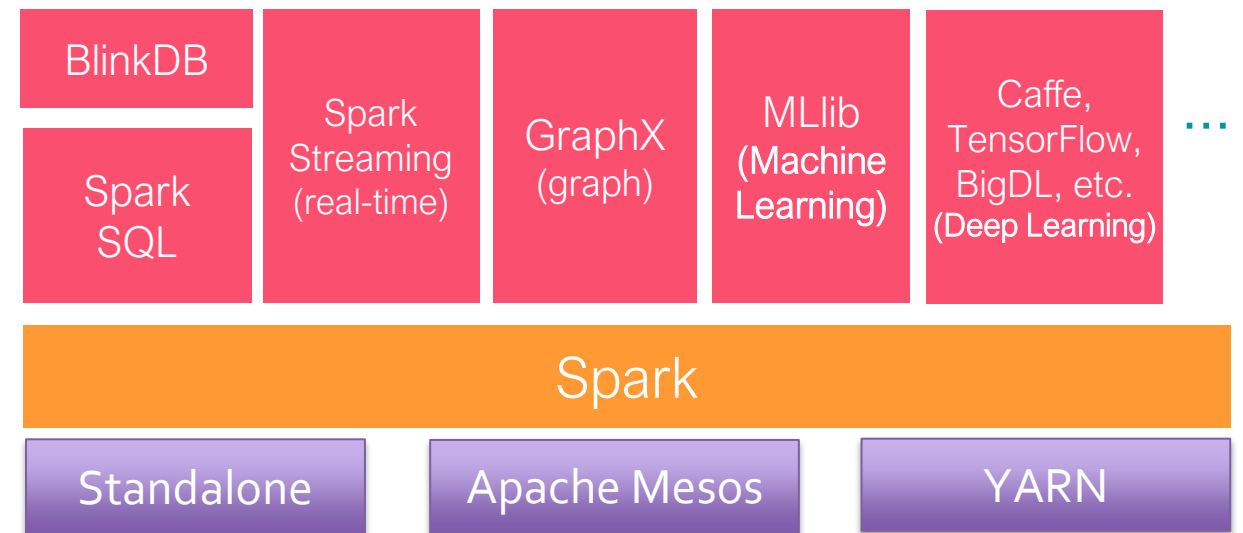 BlinkDB
Spark
SQL
Spark
Streaming
(real-time)
GraphX
(graph)
MLlib
(Machine
Learning)
Caffe,
TensorFlow,
BigDL, etc.
(Deep Learning)
...
Spark
Standalone
Apache Mesos
YARN